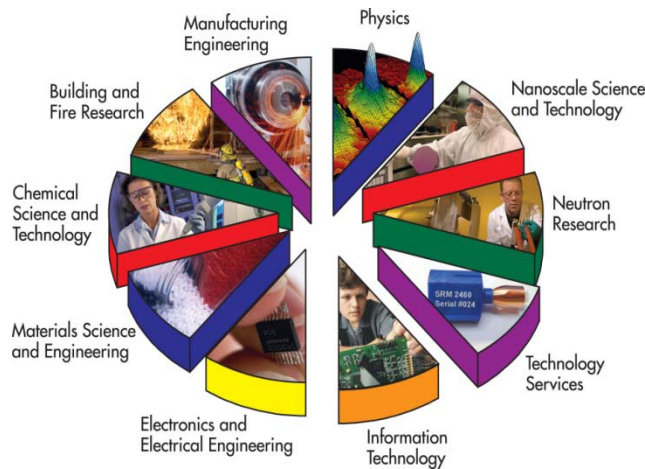 Manufacturing
Engineering
Physics
Building and
Fire Research
Nanoscale Science
and Technology
Chemical
Science and
Technology
Neutron
Research
SRM 2460
Serial #024
Materials Science
and Engineering
Technology
Services
Electronics and
Electrical Engineering
Information
Technology